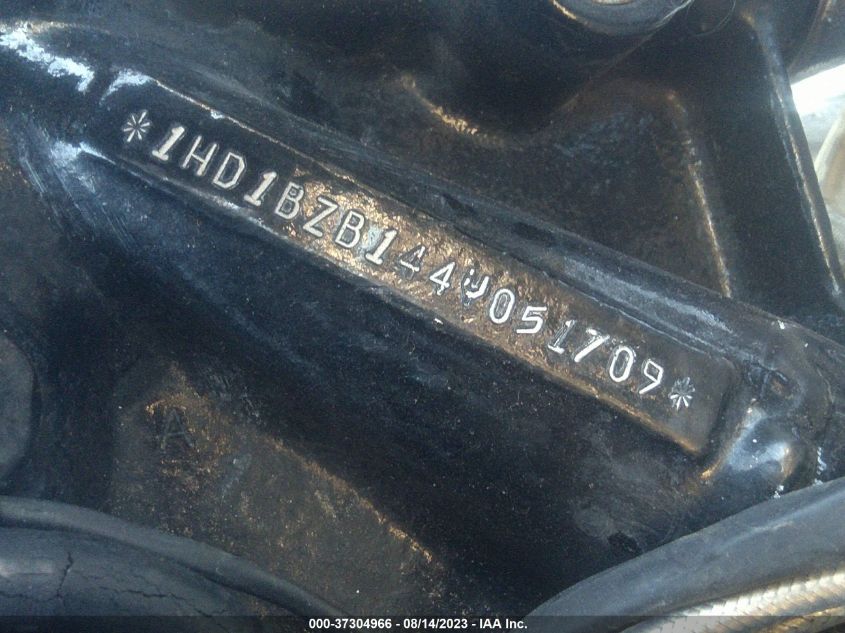 *1HD1BZB144Y051709*
A
000-37304966 - 08/14/2023 - IAA Inc.